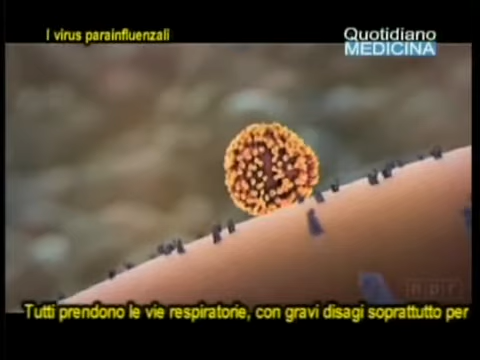 I virus parainfluenzali
Quotidiano
MEDICINA
Tutti prendono le vie respiratorie, con gravi disagi soprattutto per